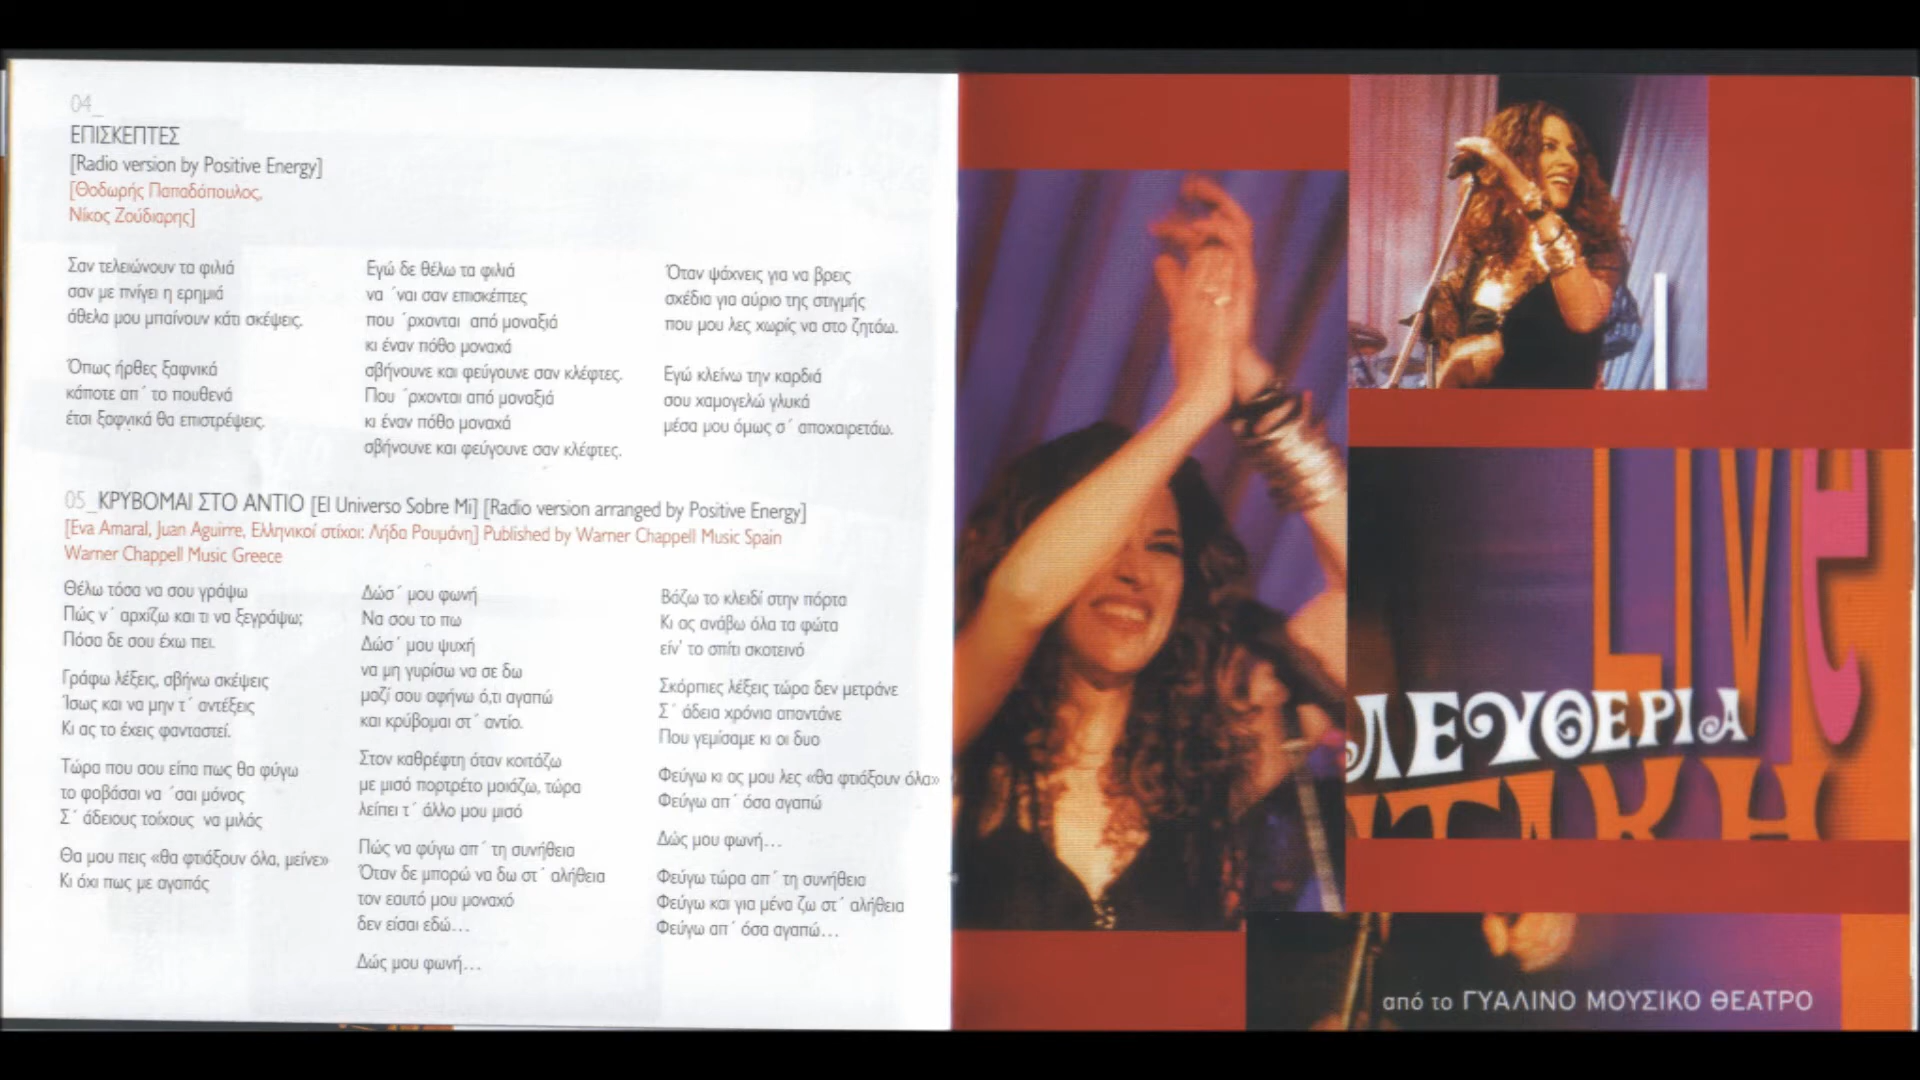 04_
ΕΠΙΣΚΕΠΤΕΣ
[Radio version by Positive Energy]
[Θοδωρής Παπαδόπουλος,
Νίκος Ζούδιαρης]
Σαν τελειώνουν τα φιλιά
σαν με πνίγει η ερημιά
άθελα μου μπαίνουν κάτι σκέψεις.
Όπως ήρθες ξαφνικά
κάποτε απ΄ το πουθενά
έτσι ξαφνικά θα επιστρέψεις.
Εγώ δε θέλω τα φιλιά
να ΄ναι σαν επισκέπτες
που ΄ρχονται από μοναξιά
κι έναν πόθο μοναχά
σβήνουνε και φεύγουνε σαν κλέφτες.
Που ΄ρχονται από μοναξιά
κι έναν πόθο μοναχά
σβήνουνε και φεύγουνε σαν κλέφτες.
Όταν ψάχνεις για να βρεις
σχέδια για αύριο της στιγμής
που μου λες χωρίς να στο ζητάω.
Εγώ κλείνω την καρδιά
σου χαμογελώ γλυκά
μέσα μου όμως σ΄ αποχαιρετάω.
05_ΚΡΥΒΟΜΑΙ ΣΤΟ ΑΝΤΙΟ [El Universo Sobre Mi] [Radio version arranged by Positive Energy]
[Eva Amaral, Juan Aguirre, Ελληνικοί στίχοι: Λήδα Ρουμάνη] Published by Warner Chappell Music Spain
Warner Chappell Music Greece
Θέλω τόσα να σου γράψω
Πώς ν΄ αρχίζω και τι να ξεγράψω;
Πόσα δε σου έχω πει.
Γράφω λέξεις, σβήνω σκέψεις
Ίσως και να μην τ΄ αντέξεις
Κι ας το έχεις φανταστεί.
Τώρα που σου είπα πως θα φύγω
το φοβάσαι να ΄σαι μόνος
Σ΄ άδειους τοίχους να μιλάς
Θα μου πεις «θα φτιάξουν όλα, μείνε»
Κι όχι πως με αγαπάς
Δώσ΄ μου φωνή
Να σου το πω
Δώσ΄ μου ψυχή
να μη γυρίσω να σε δω
μαζί σου αφήνω ό,τι αγαπώ
και κρύβομαι στ΄ αντίο.
Στον καθρέφτη όταν κοιτάζω
με μισό πορτρέτο μοιάζω, τώρα
λείπει τ΄ άλλο μου μισό
Πώς να φύγω απ΄ τη συνήθεια
Όταν δε μπορώ να δω στ΄ αλήθεια
τον εαυτό μου μοναχό
δεν είσαι εδώ...
Δώς μου φωνή...
Βάζω το κλειδί στην πόρτα
Κι ας ανάβω όλα τα φώτα
είν' το σπίτι σκοτεινό
Σκόρπιες λέξεις τώρα δεν μετράνε
Σ΄ άδεια χρόνια απαντάνε
Που γεμίσαμε κι οι δυο
Φεύγω κι ας μου λες «θα φτιάξουν όλα»
Φεύγω απ΄ όσα αγαπώ
Δώς μου φωνή...
Φεύγω τώρα απ΄ τη συνήθεια
Φεύγω και για μένα ζω στ΄ αλήθεια
Φεύγω απ΄ όσα αγαπώ...
Live
ΛΕΥΘΕΡΙΑ
ΙΤΑΚΗ
από το ΓΥΑΛΙΝΟ ΜΟΥΣΙΚΟ ΘΕΑΤΡΟ